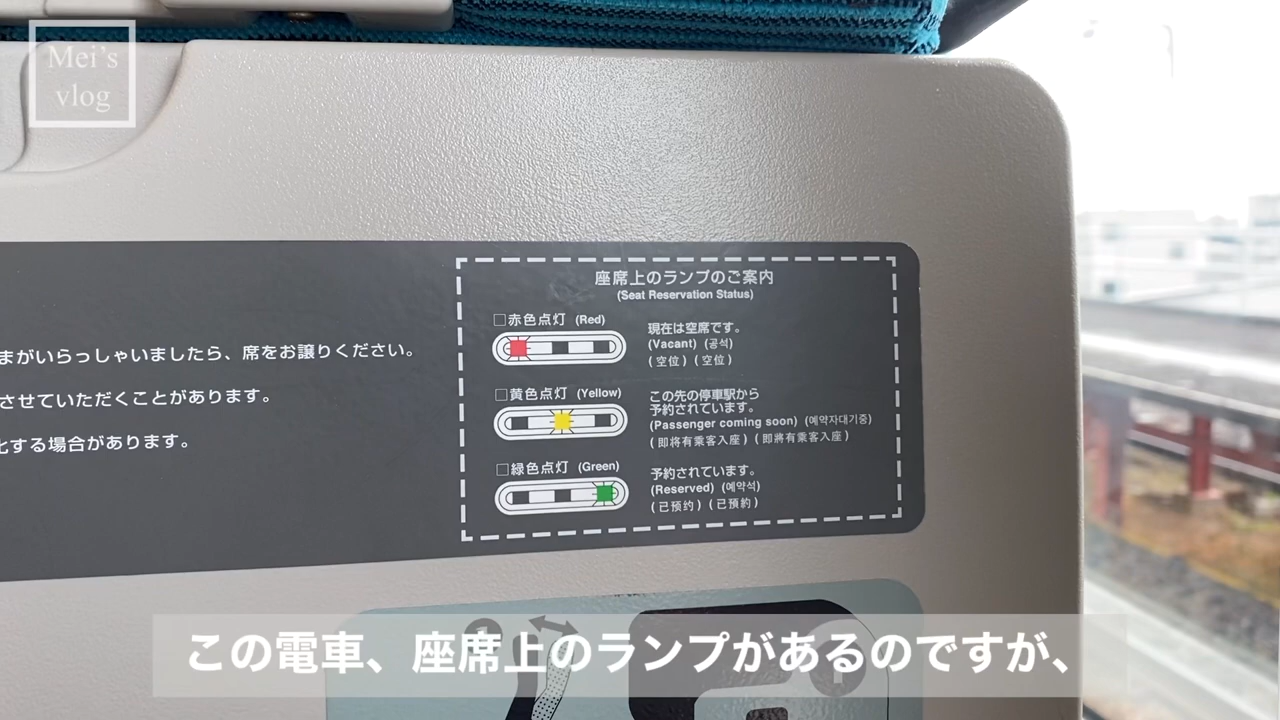 Mei's
vlog
まがいらっしゃいましたら、席をお譲りください。
させていただくことがあります。
化する場合があります。
座席上のランプのご案内
(Seat Reservation Status)
□赤色点灯 (Red)
現在は空席です。
(Vacant) (공석)
(空位) (空位)
□黄色点灯 (Yellow)
この先の停車駅から
予約されています。
(Passenger coming soon) (예약자대기중)
(即将有乘客入座) (即將有乘客入座)
□緑色点灯 (Green)
予約されています。
(Reserved) (예약석)
(已预约) (已預約)
この電車、座席上のランプがあるのですが、